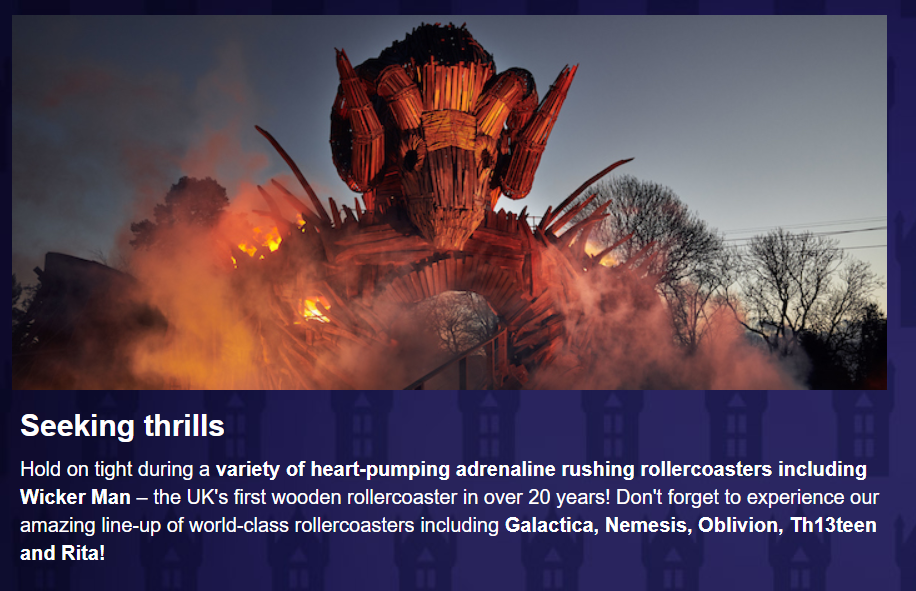 Seeking thrills
Hold on tight during a variety of heart-pumping adrenaline rushing rollercoasters including
Wicker Man – the UK's first wooden rollercoaster in over 20 years! Don't forget to experience our
amazing line-up of world-class rollercoasters including Galactica, Nemesis, Oblivion, Th13teen
and Rita!